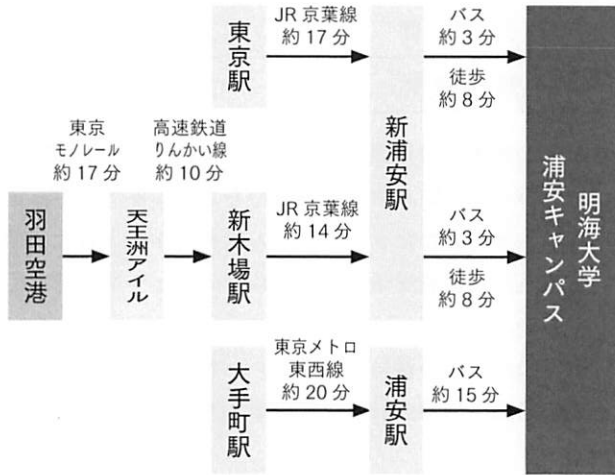 東京駅
JR 京葉線
約 17 分
新浦安駅
バス
約 3 分
徒歩
約 8 分
明海大学
浦安キャンパス
羽田空港
東京
モノレール
約 17 分
天王洲アイル
高速鉄道
りんかい線
約 10 分
新木場駅
JR 京葉線
約 14 分
バス
約 3 分
徒歩
約 8 分
大手町駅
東京メトロ
東西線
約 20 分
浦安駅
バス
約 15 分